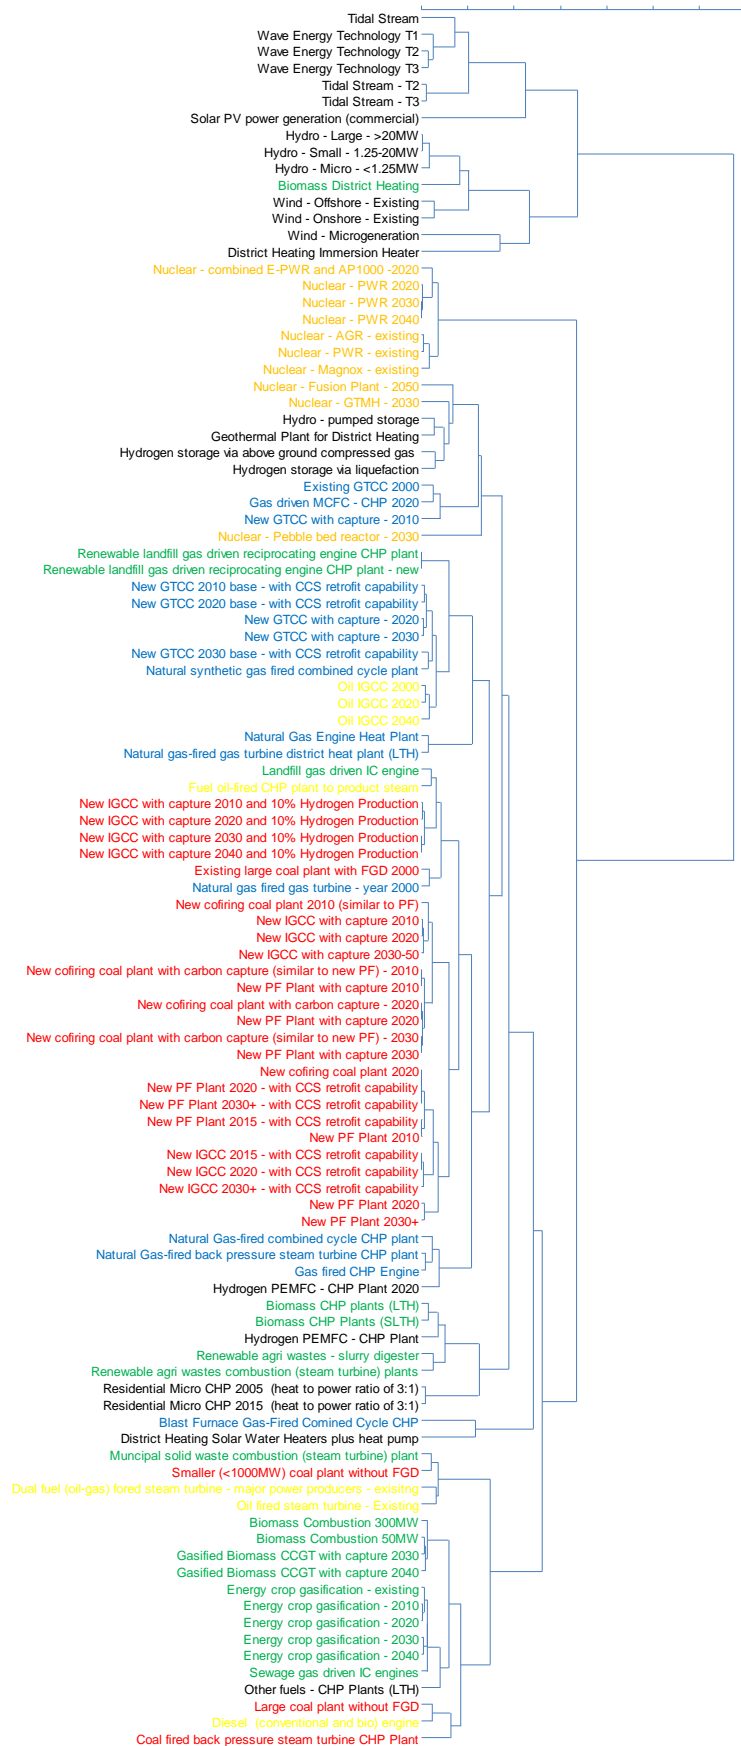 Tidal Stream
Wave Energy Technology T1
Wave Energy Technology T2
Wave Energy Technology T3
Tidal Stream - T2
Tidal Stream - T3
Solar PV power generation (commercial)
Hydro - Large - >20MW
Hydro - Small - 1.25-20MW
Hydro - Micro - <1.25MW
Biomass District Heating
Wind - Offshore - Existing
Wind - Onshore - Existing
Wind - Microgeneration
District Heating Immersion Heater
Nuclear - combined E-PWR and AP1000 -2020
Nuclear - PWR 2020
Nuclear - PWR 2030
Nuclear - PWR 2040
Nuclear - AGR - existing
Nuclear - PWR - existing
Nuclear - Magnox - existing
Nuclear - Fusion Plant - 2050
Nuclear - GTMH - 2030
Hydro - pumped storage
Geothermal Plant for District Heating
Hydrogen storage via above ground compressed gas
Hydrogen storage via liquefaction
Existing GTCC 2000
Gas driven MCFC - CHP 2020
New GTCC with capture - 2010
Nuclear - Pebble bed reactor - 2030
Renewable landfill gas driven reciprocating engine CHP plant
Renewable landfill gas driven reciprocating engine CHP plant - new
New GTCC 2010 base - with CCS retrofit capability
New GTCC 2020 base - with CCS retrofit capability
New GTCC with capture - 2020
New GTCC with capture - 2030
New GTCC 2030 base - with CCS retrofit capability
Natural synthetic gas fired combined cycle plant
Oil IGCC 2000
Oil IGCC 2020
Oil IGCC 2040
Natural Gas Engine Heat Plant
Natural gas-fired gas turbine district heat plant (LTH)
Landfill gas driven IC engine
Fuel oil-fired CHP plant to product steam
New IGCC with capture 2010 and 10% Hydrogen Production
New IGCC with capture 2020 and 10% Hydrogen Production
New IGCC with capture 2030 and 10% Hydrogen Production
New IGCC with capture 2040 and 10% Hydrogen Production
Existing large coal plant with FGD 2000
Natural gas fired gas turbine - year 2000
New cofiring coal plant 2010 (similar to PF)
New IGCC with capture 2010
New IGCC with capture 2020
New IGCC with capture 2030-50
New cofiring coal plant with carbon capture (similar to new PF) - 2010
New PF Plant with capture 2010
New cofiring coal plant with carbon capture - 2020
New PF Plant with capture 2020
New cofiring coal plant with carbon capture (similar to new PF) - 2030
New PF Plant with capture 2030
New cofiring coal plant 2020
New PF Plant 2020 - with CCS retrofit capability
New PF Plant 2030+ - with CCS retrofit capability
New PF Plant 2015 - with CCS retrofit capability
New PF Plant 2010
New IGCC 2015 - with CCS retrofit capability
New IGCC 2020 - with CCS retrofit capability
New IGCC 2030+ - with CCS retrofit capability
New PF Plant 2020
New PF Plant 2030+
Natural Gas-fired combined cycle CHP plant
Natural Gas-fired back pressure steam turbine CHP plant
Gas fired CHP Engine
Hydrogen PEMFC - CHP Plant 2020
Biomass CHP plants (LTH)
Biomass CHP Plants (SLTH)
Hydrogen PEMFC - CHP Plant
Renewable agri wastes - slurry digester
Renewable agri wastes combustion (steam turbine) plants
Residential Micro CHP 2005 (heat to power ratio of 3:1)
Residential Micro CHP 2015 (heat to power ratio of 3:1)
Blast Furnace Gas-Fired Comined Cycle CHP
District Heating Solar Water Heaters plus heat pump
Muncipal solid waste combustion (steam turbine) plant
Smaller (<1000MW) coal plant without FGD
Dual fuel (oil-gas) fored steam turbine - major power producers - exisitng
Oil fired steam turbine - Existing
Biomass Combustion 300MW
Biomass Combustion 50MW
Gasified Biomass CCGT with capture 2030
Gasified Biomass CCGT with capture 2040
Energy crop gasification - existing
Energy crop gasification - 2010
Energy crop gasification - 2020
Energy crop gasification - 2030
Energy crop gasification - 2040
Sewage gas driven IC engines
Other fuels - CHP Plants (LTH)
Large coal plant without FGD
Diesel (conventional and bio) engine
Coal fired back pressure steam turbine CHP Plant